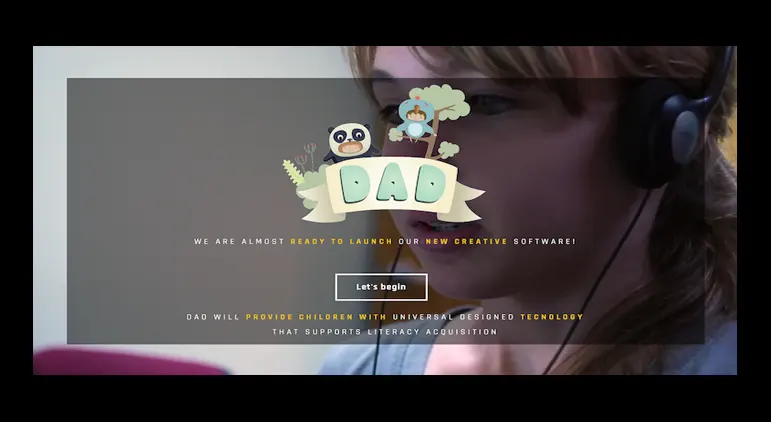 DAD
WE ARE ALMOST READY TO LAUNCH OUR NEW CREATIVE SOFTWARE!
Let's begin
DAD WILL PROVIDE CHILDREN WITH UNIVERSAL DESIGNED TECNOLOGY
THAT SUPPORTS LITERACY ACQUISITION